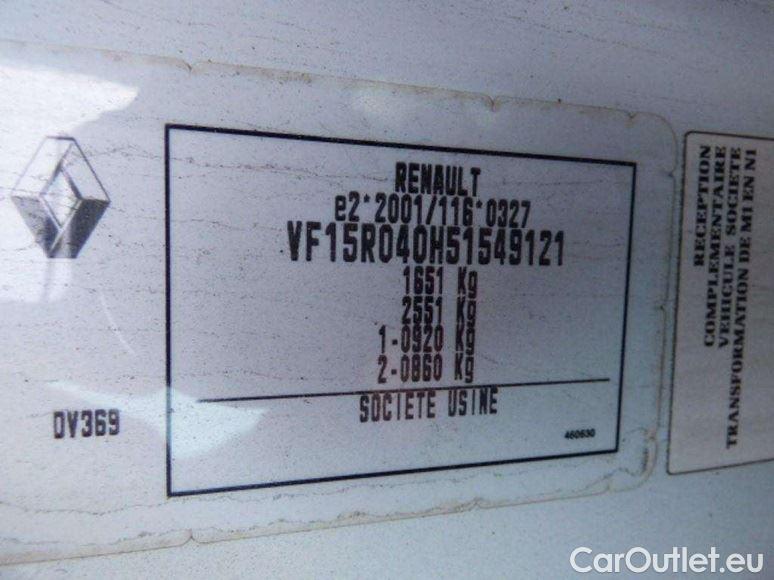 RENAULT
e2*2001/116*0327
VF15R040H51549121
1651 Kg
2551 Kg
1-0920 Kg
2-0860 Kg
SOCIETE USINE
460630
DV369
RECEPTION
COMPLEMENTAIRE
VEHICULE SOCIETE
TRANSFORMATION DE M1 EN N1
CarOutlet.eu